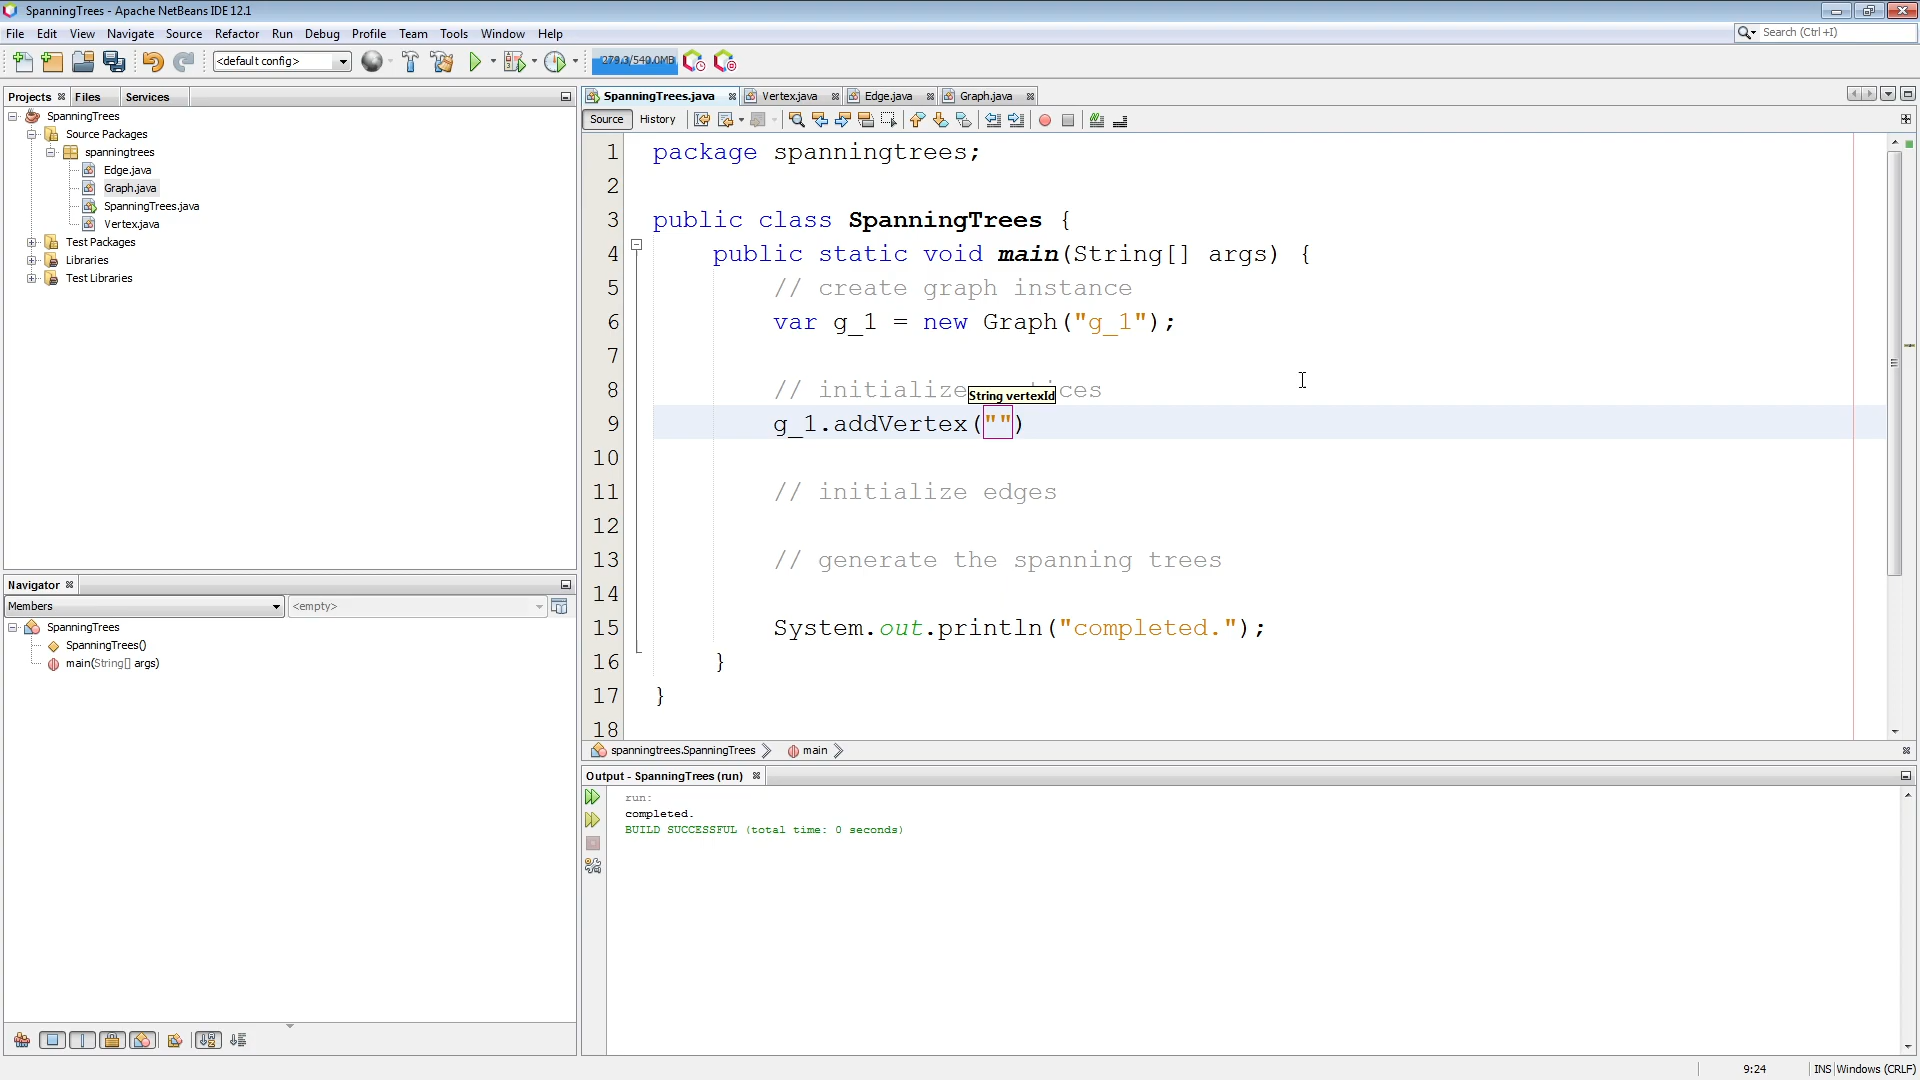 SpanningTrees - Apache NetBeans IDE 12.1
File Edit View Navigate Source Refactor Run Debug Profile Team Tools Window Help
Search (Ctrl+I)
<default config>
279.3/540.0MB
Projects Files Services
SpanningTrees
Source Packages
spanningtrees
Edge.java
Graph.java
SpanningTrees.java
Vertex.java
Test Packages
Libraries
Test Libraries
Navigator
Members
<empty>
SpanningTrees
SpanningTrees()
main(String[] args)
SpanningTrees.java Vertex.java Edge.java Graph.java
Source History
1 package spanningtrees;
2
3 public class SpanningTrees {
4 public static void main(String[] args) {
5 // create graph instance
6 var g_1 = new Graph("g_1");
7
8 // initialize tices
String vertexId
9 g_1.addVertex("")
10
11 // initialize edges
12
13 // generate the spanning trees
14
15 System.out.println("completed.");
16 }
17 }
18
spanningtrees.SpanningTrees main
Output - SpanningTrees (run)
run:
completed.
BUILD SUCCESSFUL (total time: 0 seconds)
9:24 INS Windows (CRLF)